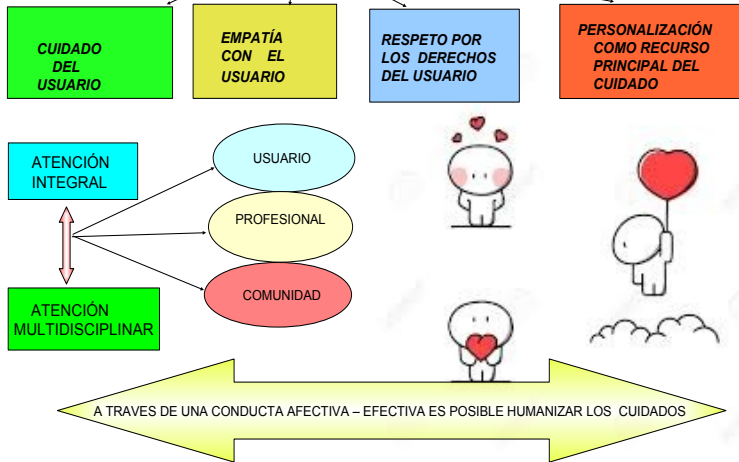 CUIDADO
DEL
USUARIO
EMPATÍA
CON EL
USUARIO
RESPETO POR
LOS DERECHOS
DEL USUARIO
PERSONALIZACIÓN
COMO RECURSO
PRINCIPAL DEL
CUIDADO
ATENCIÓN
INTEGRAL
USUARIO
PROFESIONAL
COMUNIDAD
ATENCIÓN
MULTIDISCIPLINAR
A TRAVES DE UNA CONDUCTA AFECTIVA – EFECTIVA ES POSIBLE HUMANIZAR LOS CUIDADOS